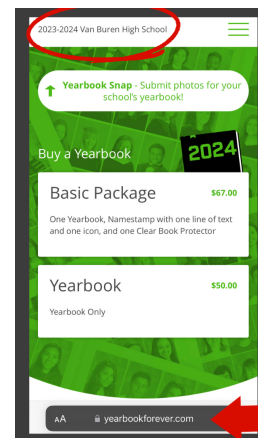 2023-2024 Van Buren High School
Yearbook Snap - Submit photos for your
school's yearbook!
2024
Buy a Yearbook
Basic Package
$67.00
One Yearbook, Namestamp with one line of text
and one icon, and one Clear Book Protector
Yearbook
$50.00
Yearbook Only
AA
yearbookforever.com